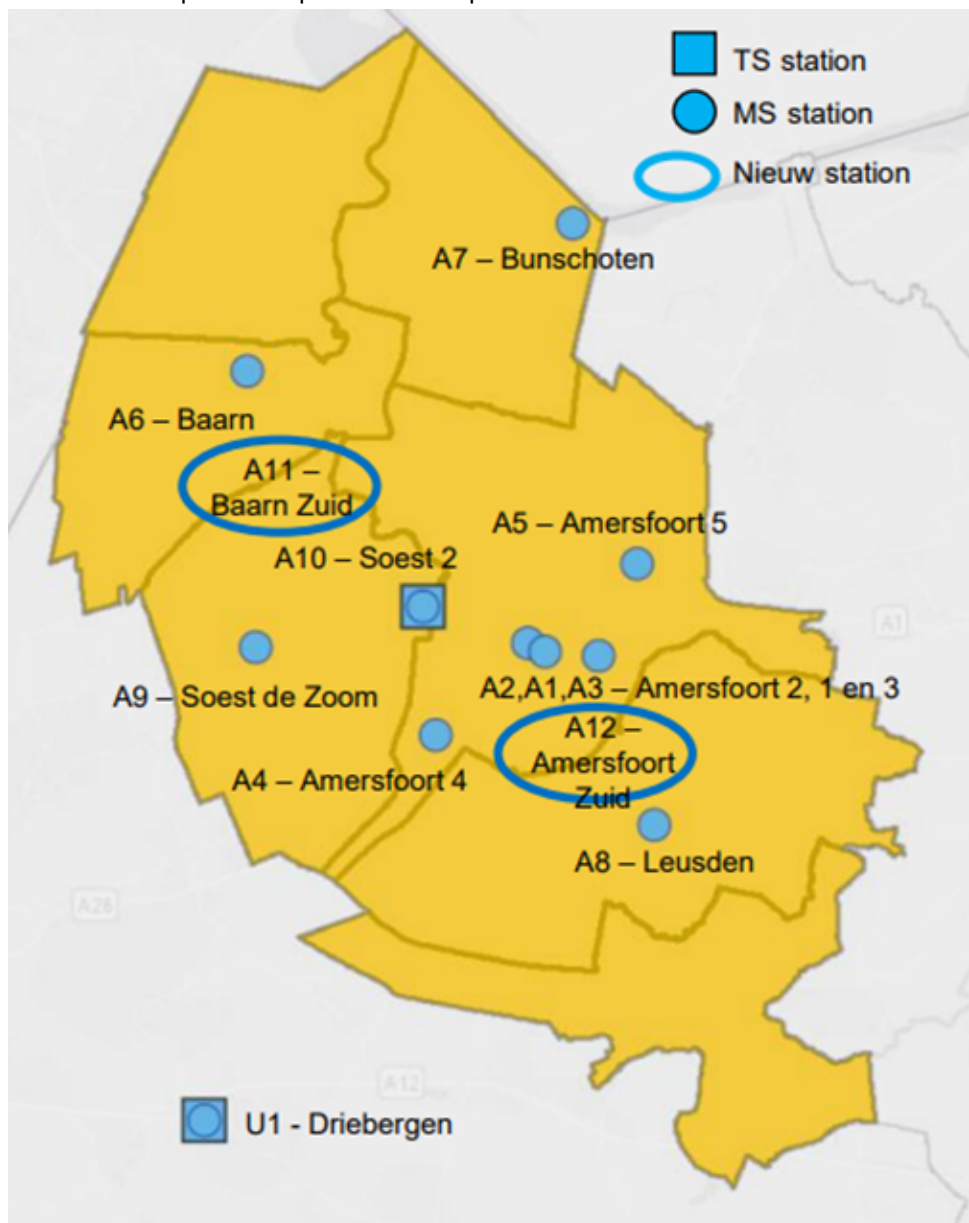 TS station
MS station
Nieuw station
A7 – Bunschoten
A6 – Baarn
A11 –
Baarn Zuid
A5 – Amersfoort 5
A10 – Soest 2
A1
A2,A1,A3 – Amersfoort 2, 1 en 3
A9 – Soest de Zoom
A12 –
Amersfoort
Zuid
A4 – Amersfoort 4
A8 – Leusden
A28
A12
U1 - Driebergen